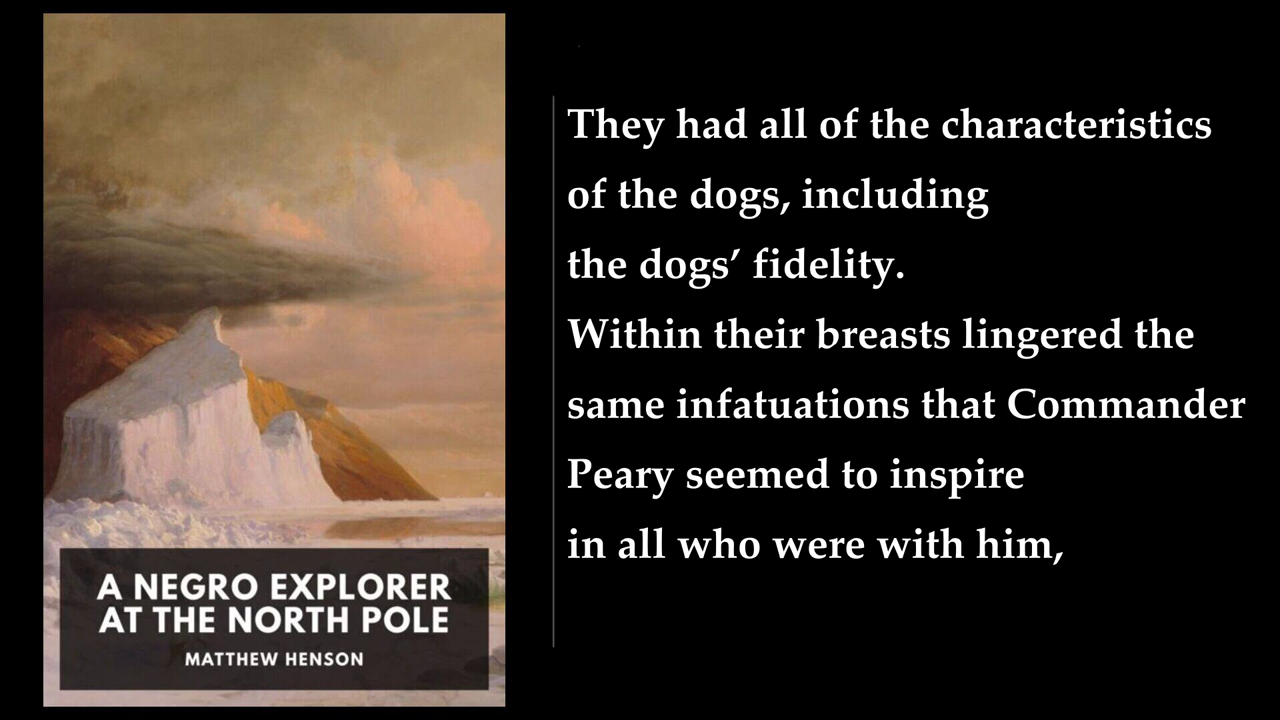 A NEGRO EXPLORER
AT THE NORTH POLE
MATTHEW HENSON
They had all of the characteristics
of the dogs, including
the dogs’ fidelity.
Within their breasts lingered the
same infatuations that Commander
Peary seemed to inspire
in all who were with him,